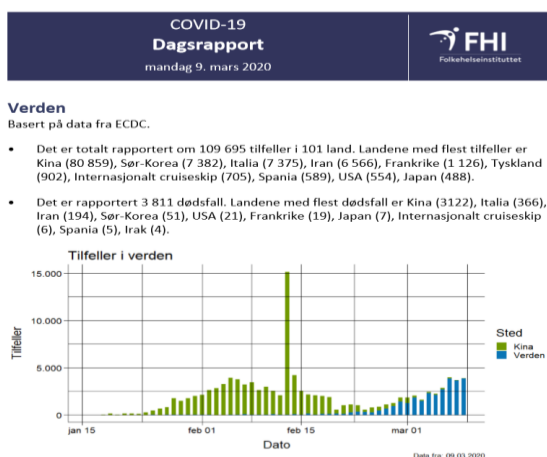 COVID-19
Dagsrapport
mandag 9. mars 2020
FHI
Folkehelseinstituttet
Verden
Basert på data fra ECDC.
• Det er totalt rapportert om 109 695 tilfeller i 101 land. Landene med flest tilfeller er
Kina (80 859), Sør-Korea (7 382), Italia (7 375), Iran (6 566), Frankrike (1 126), Tyskland
(902), Internasjonalt cruiseskip (705), Spania (589), USA (554), Japan (488).
• Det er rapportert 3 811 dødsfall. Landene med flest dødsfall er Kina (3122), Italia (366),
Iran (194), Sør-Korea (51), USA (21), Frankrike (19), Japan (7), Internasjonalt cruiseskip
(6), Spania (5), Irak (4).
Tilfeller i verden
15.000
10.000
5.000
0
Tilfeller
jan 15
feb 01
feb 15
mar 01
Dato
Sted
Kina
Verden
Data fra: 09.03.2020